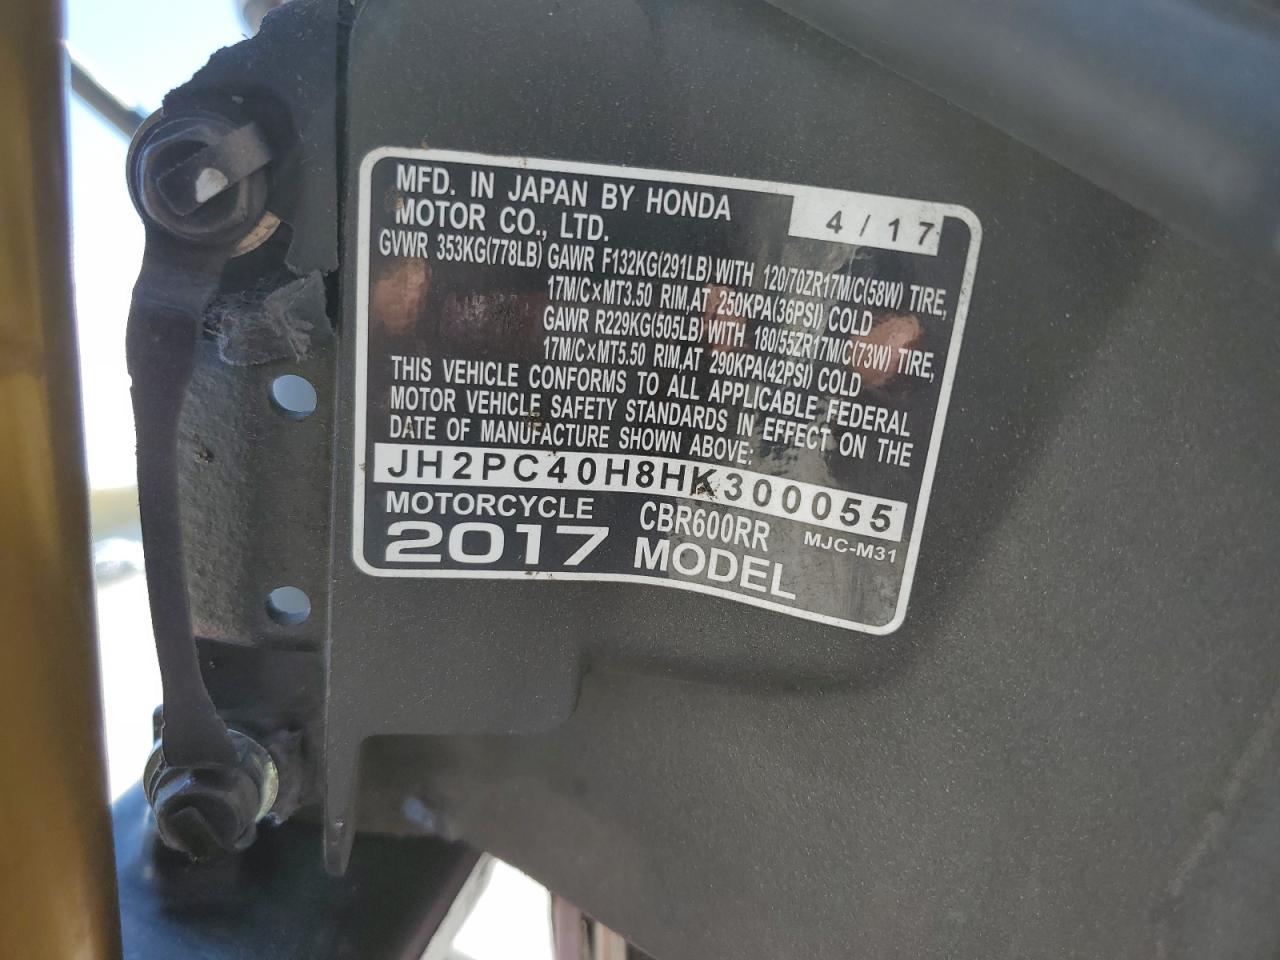 MFD. IN JAPAN BY HONDA 4/17
MOTOR CO., LTD.
GVWR 353KG(778LB) GAWR F132KG(291LB) WITH 120/70ZR17M/C(58W) TIRE,
17M/C×MT3.50 RIM,AT 250KPA(36PSI) COLD
GAWR R229KG(505LB) WITH 180/55ZR17M/C(73W) TIRE,
17M/C×MT5.50 RIM,AT 290KPA(42PSI) COLD
THIS VEHICLE CONFORMS TO ALL APPLICABLE FEDERAL
MOTOR VEHICLE SAFETY STANDARDS IN EFFECT ON THE
DATE OF MANUFACTURE SHOWN ABOVE:
JH2PC40H8HK300055
MOTORCYCLE CBR600RR MJC-M31
2017 MODEL